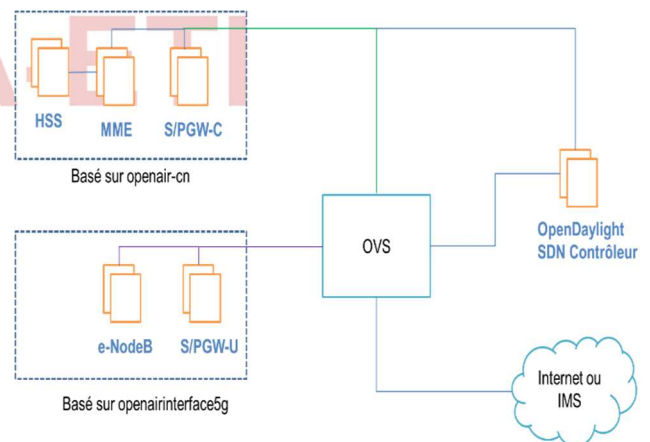 HSS
MME
S/PGW-C
Basé sur openair-cn
OVS
OpenDaylight
SDN Contrôleur
e-NodeB
S/PGW-U
Basé sur openairinterface5g
Internet ou
IMS